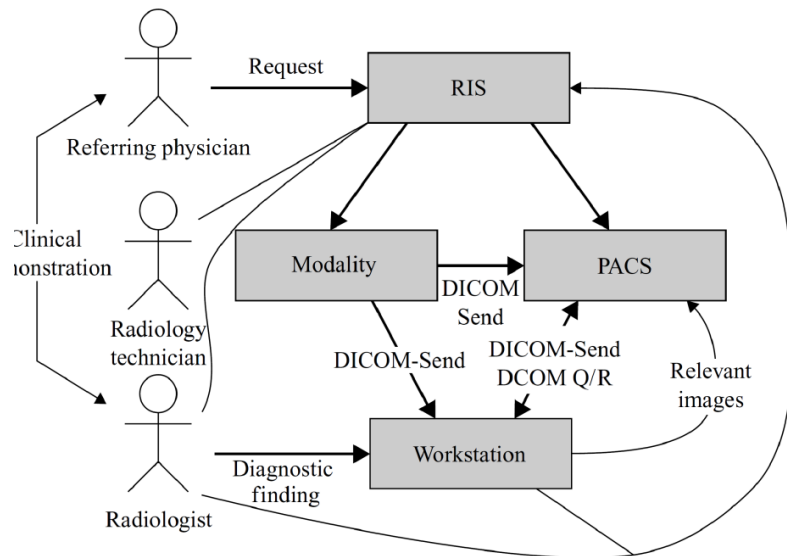 Request
RIS
Referring physician
Clinical
monstration
Modality
PACS
DICOM
Send
Radiology
technician
DICOM-Send
DICOM-Send
DCOM Q/R
Relevant
images
Workstation
Diagnostic
finding
Radiologist